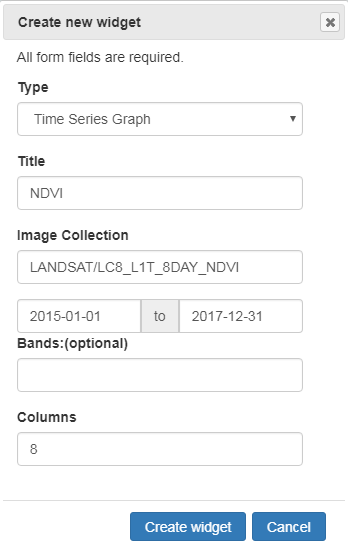 Create new widget
All form fields are required.
Type
Time Series Graph
Title
NDVI
Image Collection
LANDSAT/LC8_L1T_8DAY_NDVI
2015-01-01 to 2017-12-31
Bands:(optional)
Columns
8
Create widget Cancel